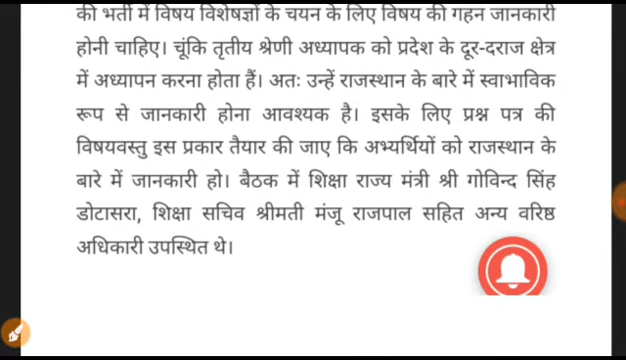 की भर्ती में विषय विशेषज्ञों के चयन के लिए विषय की गहन जानकारी
होनी चाहिए। चूंकि तृतीय श्रेणी अध्यापक को प्रदेश के दूर-दराज क्षेत्र
में अध्यापन करना होता हैं। अतः उन्हें राजस्थान के बारे में स्वाभाविक
रूप से जानकारी होना आवश्यक है। इसके लिए प्रश्न पत्र की
विषयवस्तु इस प्रकार तैयार की जाए कि अभ्यर्थियों को राजस्थान के
बारे में जानकारी हो। बैठक में शिक्षा राज्य मंत्री श्री गोविन्द सिंह
डोटासरा, शिक्षा सचिव श्रीमती मंजू राजपाल सहित अन्य वरिष्ठ
अधिकारी उपस्थित थे।